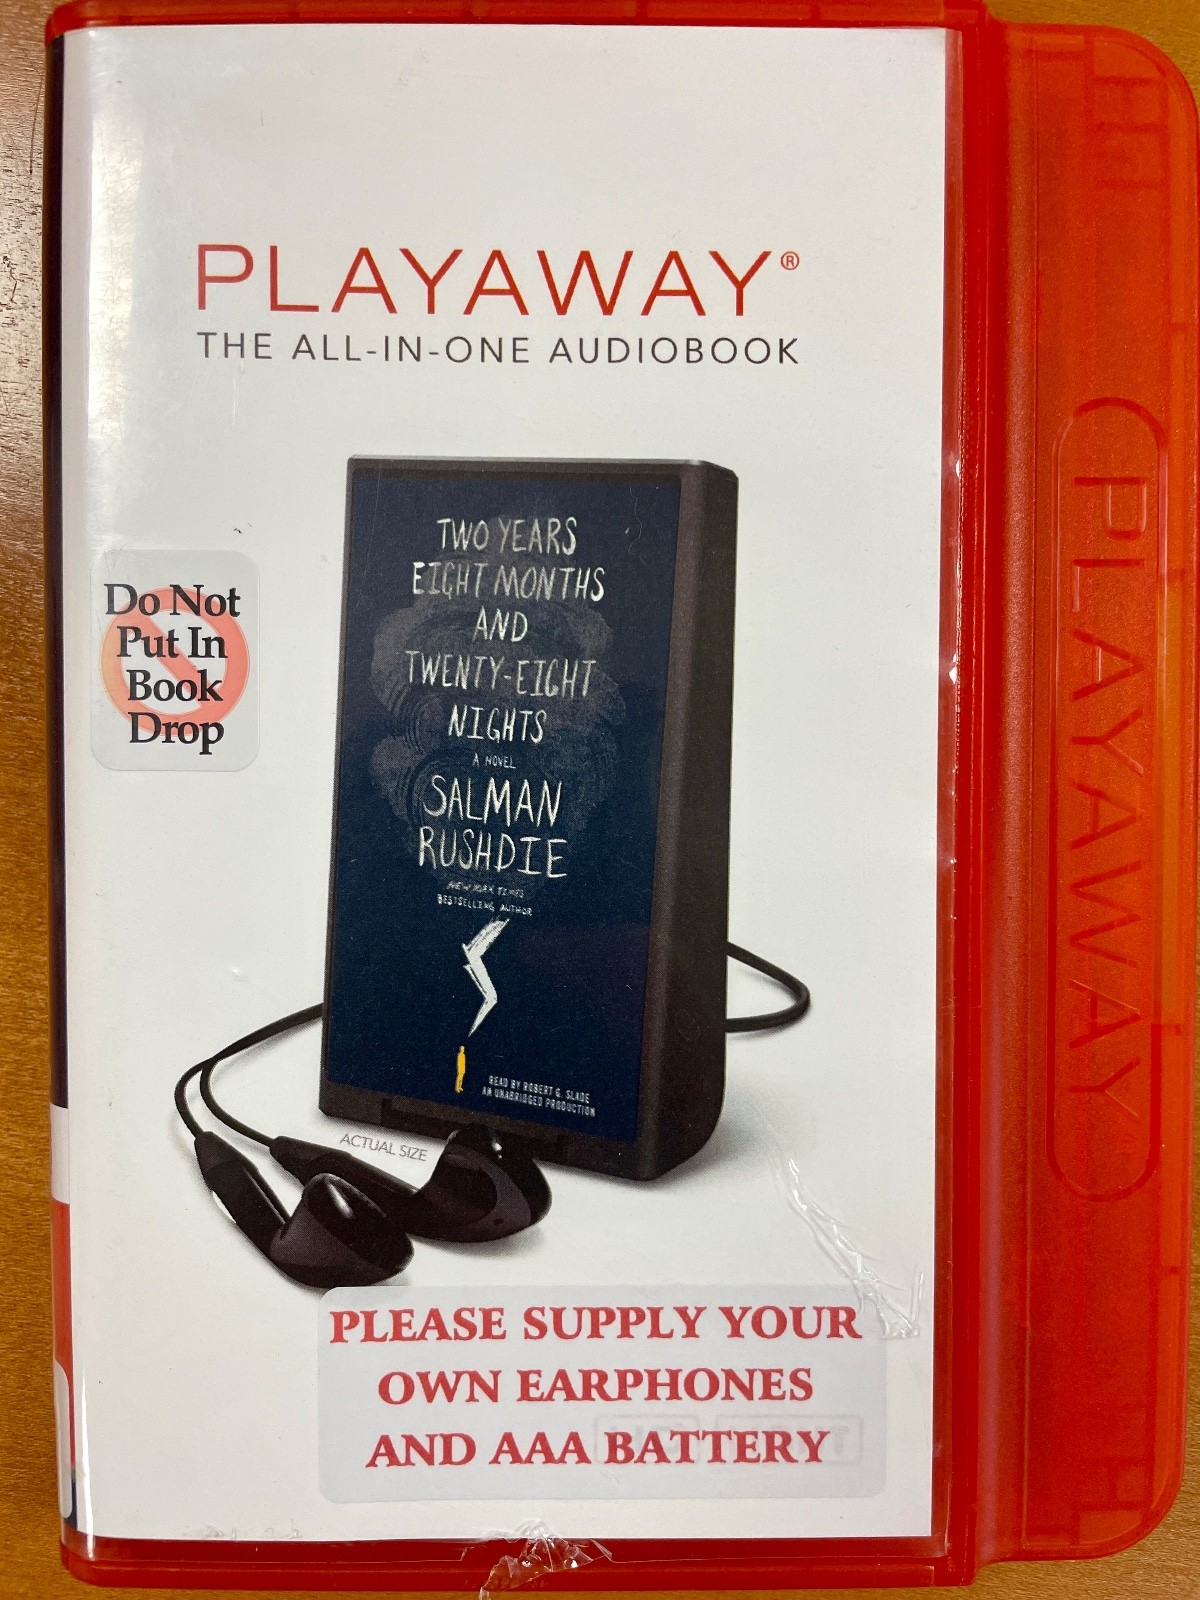 PLAYAWAY®
THE ALL-IN-ONE AUDIOBOOK
TWO YEARS
EIGHT MONTHS
AND
TWENTY-EIGHT
NIGHTS
A NOVEL
SALMAN
RUSHDIE
NEW YORK TIMES
BESTSELLING AUTHOR
READ BY ROBERT G. SLADE
AN UNABRIDGED PRODUCTION
ACTUAL SIZE
Do Not
Put In
Book
Drop
PLEASE SUPPLY YOUR
OWN EARPHONES
AND AAA BATTERY
PLAYAWAY